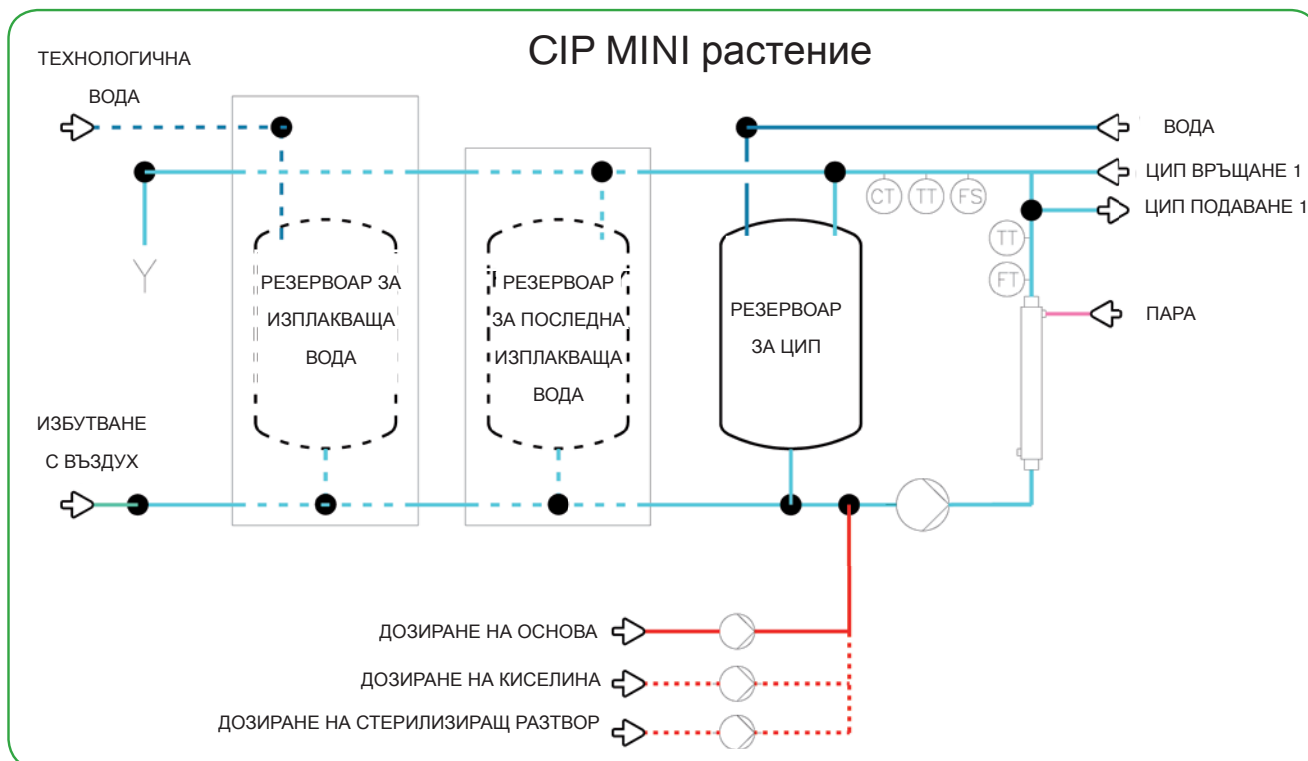 CIP MINI растение
ТЕХНОЛОГИЧНА
ВОДА
ВОДА
ЦИП ВРЪЩАНЕ 1
ЦИП ПОДАВАНЕ 1
CT
TT
FS
TT
FT
ПАРА
РЕЗЕРВОАР ЗА
ИЗПЛАКВАЩА
ВОДА
РЕЗЕРВОАР
ЗА ПОСЛЕДНА
ИЗПЛАКВАЩА
ВОДА
РЕЗЕРВОАР
ЗА ЦИП
ИЗБУТВАНЕ
С ВЪЗДУХ
ДОЗИРАНЕ НА ОСНОВА
ДОЗИРАНЕ НА КИСЕЛИНА
ДОЗИРАНЕ НА СТЕРИЛИЗИРАЩ РАЗТВОР